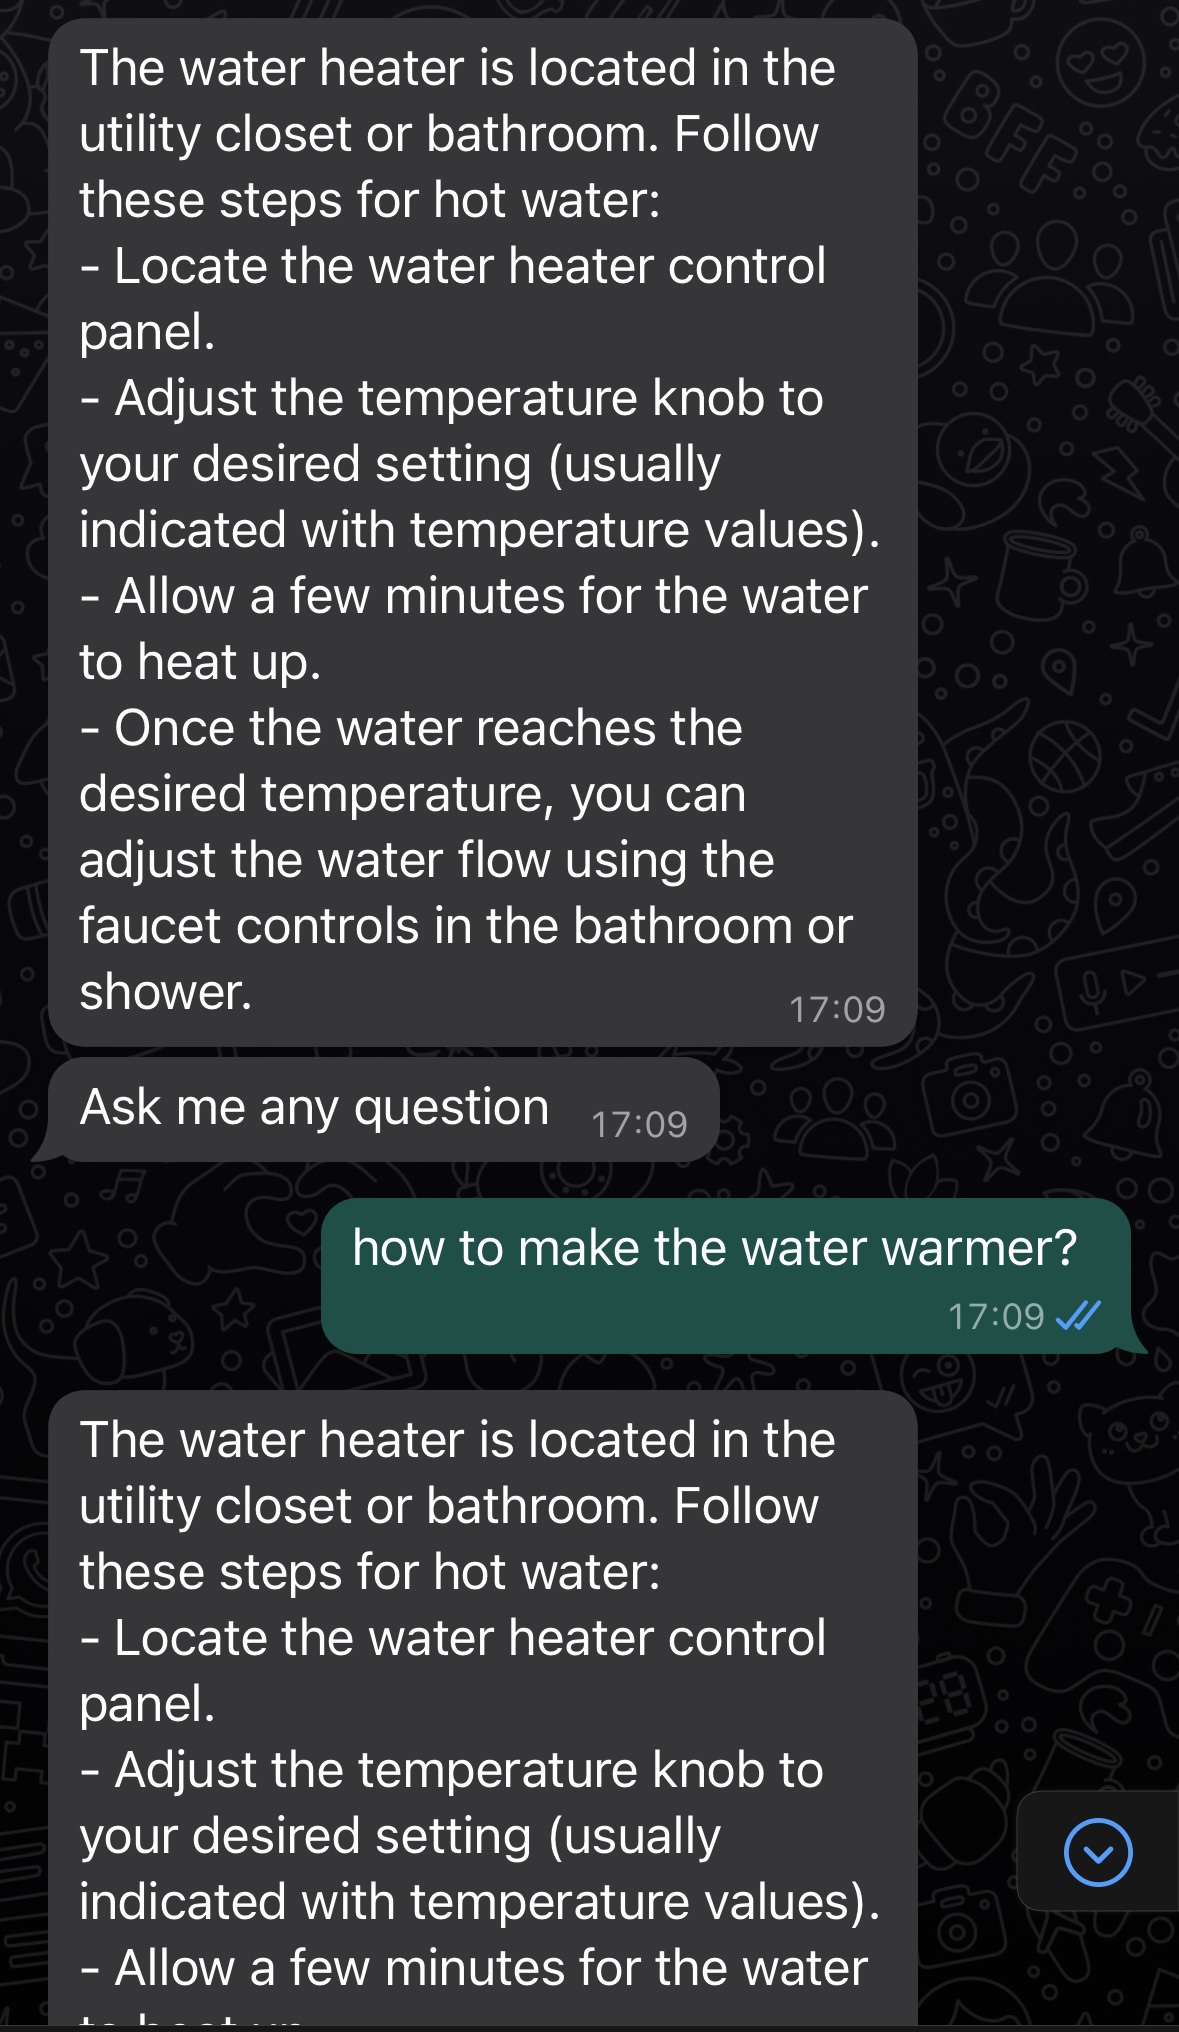 The water heater is located in the
utility closet or bathroom. Follow
these steps for hot water:
- Locate the water heater control
panel.
- Adjust the temperature knob to
your desired setting (usually
indicated with temperature values).
- Allow a few minutes for the water
to heat up.
- Once the water reaches the
desired temperature, you can
adjust the water flow using the
faucet controls in the bathroom or
shower.
17:09
Ask me any question
17:09
how to make the water warmer?
17:09
The water heater is located in the
utility closet or bathroom. Follow
these steps for hot water:
- Locate the water heater control
panel.
- Adjust the temperature knob to
your desired setting (usually
indicated with temperature values).
- Allow a few minutes for the water
to heat up
BFF